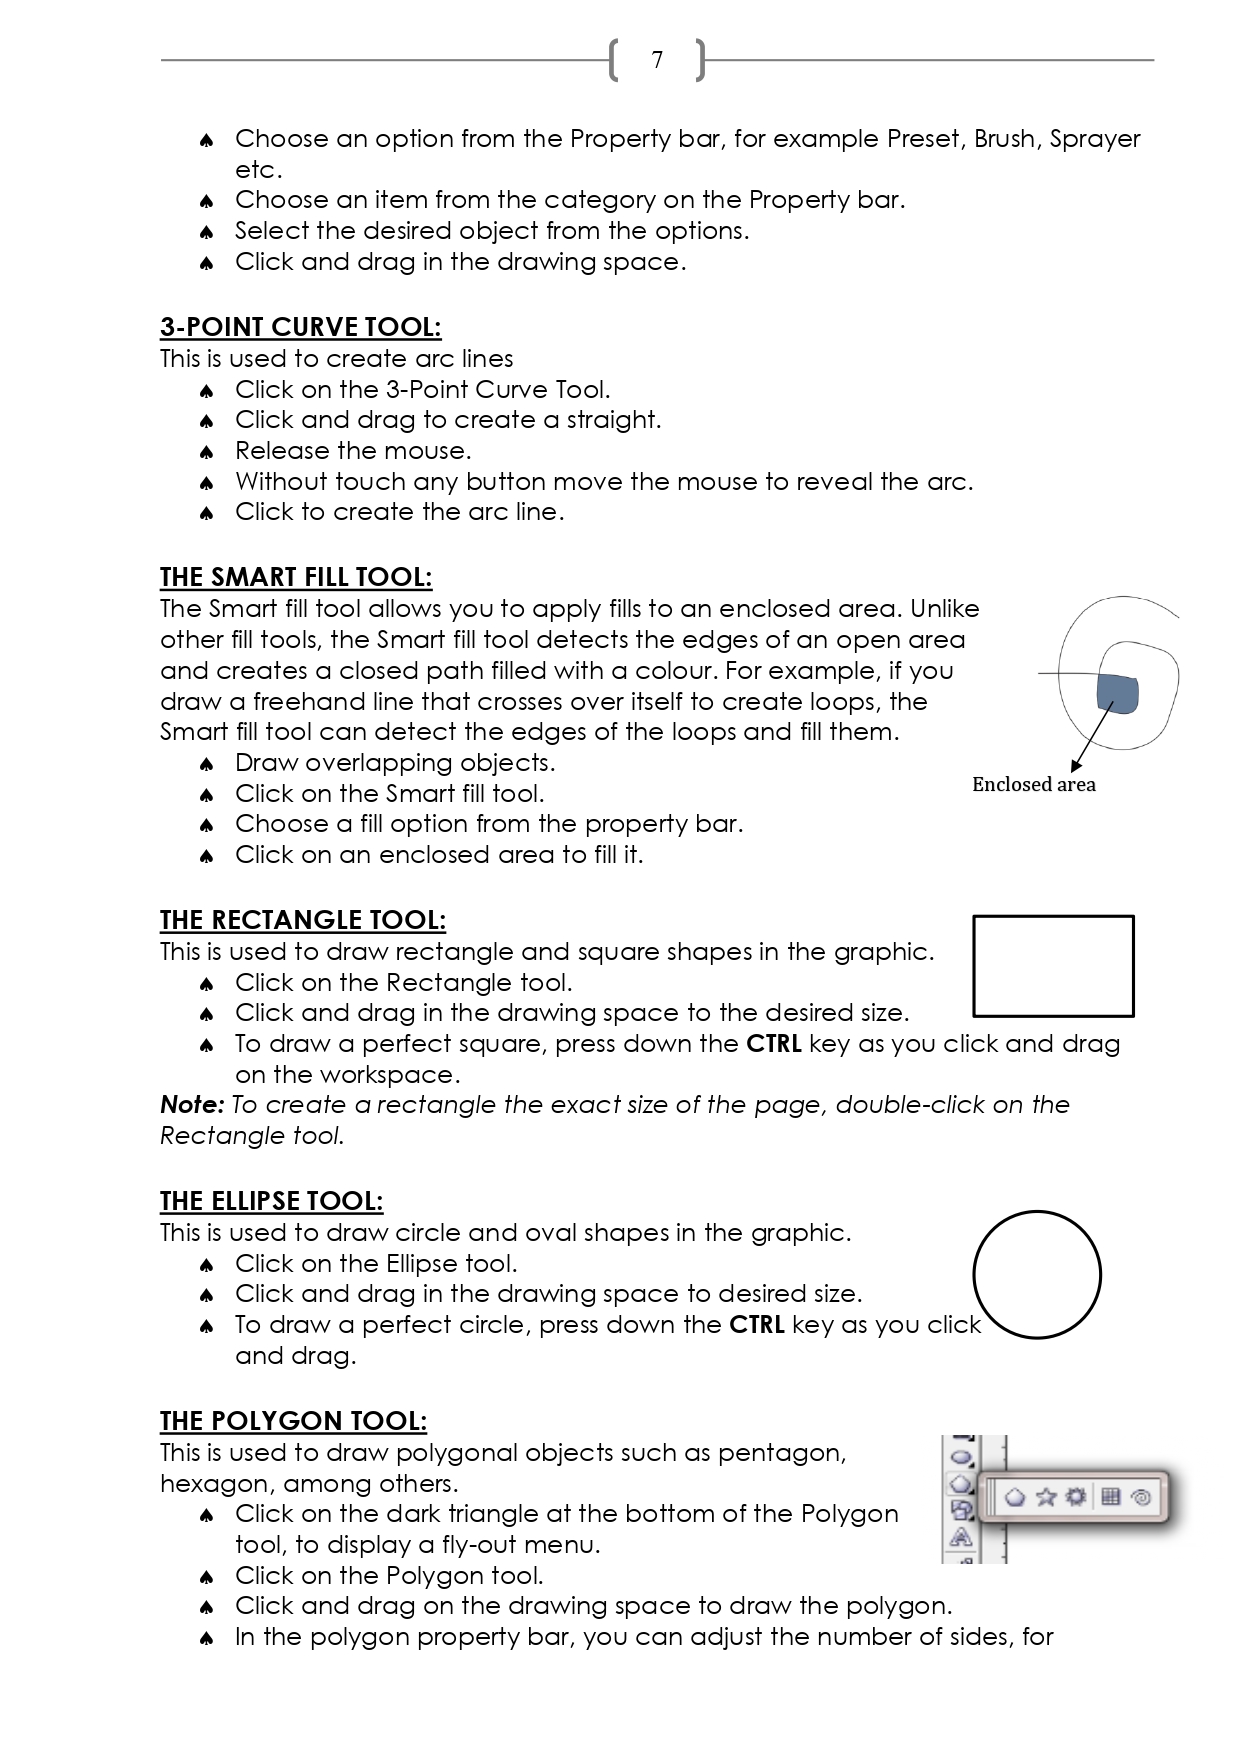 7
♠ Choose an option from the Property bar, for example Preset, Brush, Sprayer
etc.
♠ Choose an item from the category on the Property bar.
♠ Select the desired object from the options.
♠ Click and drag in the drawing space.
3-POINT CURVE TOOL:
This is used to create arc lines
♠ Click on the 3-Point Curve Tool.
♠ Click and drag to create a straight.
♠ Release the mouse.
♠ Without touch any button move the mouse to reveal the arc.
♠ Click to create the arc line.
THE SMART FILL TOOL:
The Smart fill tool allows you to apply fills to an enclosed area. Unlike
other fill tools, the Smart fill tool detects the edges of an open area
and creates a closed path filled with a colour. For example, if you
draw a freehand line that crosses over itself to create loops, the
Smart fill tool can detect the edges of the loops and fill them.
♠ Draw overlapping objects.
♠ Click on the Smart fill tool.
♠ Choose a fill option from the property bar.
♠ Click on an enclosed area to fill it.
Enclosed area
THE RECTANGLE TOOL:
This is used to draw rectangle and square shapes in the graphic.
♠ Click on the Rectangle tool.
♠ Click and drag in the drawing space to the desired size.
♠ To draw a perfect square, press down the CTRL key as you click and drag
on the workspace.
Note: To create a rectangle the exact size of the page, double-click on the
Rectangle tool.
THE ELLIPSE TOOL:
This is used to draw circle and oval shapes in the graphic.
♠ Click on the Ellipse tool.
♠ Click and drag in the drawing space to desired size.
♠ To draw a perfect circle, press down the CTRL key as you click
and drag.
THE POLYGON TOOL:
This is used to draw polygonal objects such as pentagon,
hexagon, among others.
♠ Click on the dark triangle at the bottom of the Polygon
tool, to display a fly-out menu.
♠ Click on the Polygon tool.
♠ Click and drag on the drawing space to draw the polygon.
♠ In the polygon property bar, you can adjust the number of sides, for